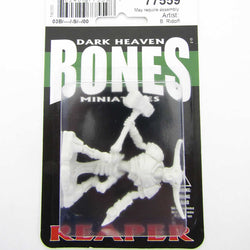 77559
May require assembly
Artist
DARK HEAVEN
BONES
MINIATURES
REAPER